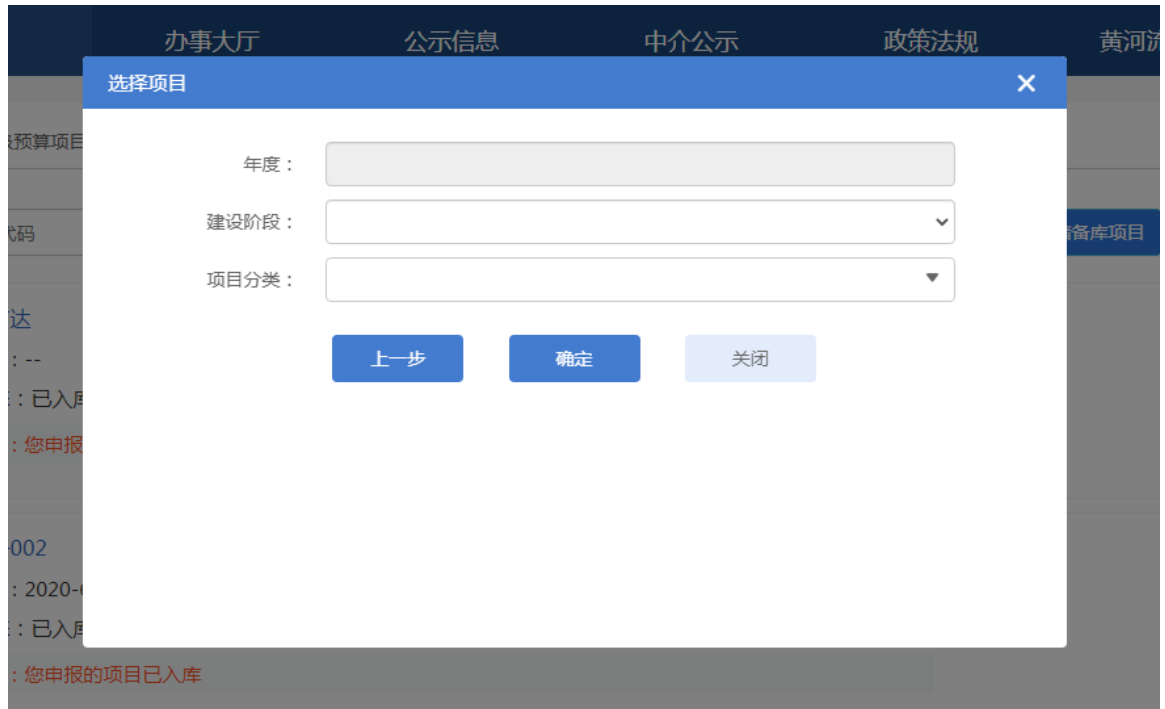 办事大厅 公示信息 中介公示 政策法规 黄河流
选择项目
预算项目
年度：
建设阶段：
代码
备库项目
项目分类：
达
：--
上一步 确定 关闭
：已入库
：您申报
-002
：2020-
：已入库
：您申报的项目已入库